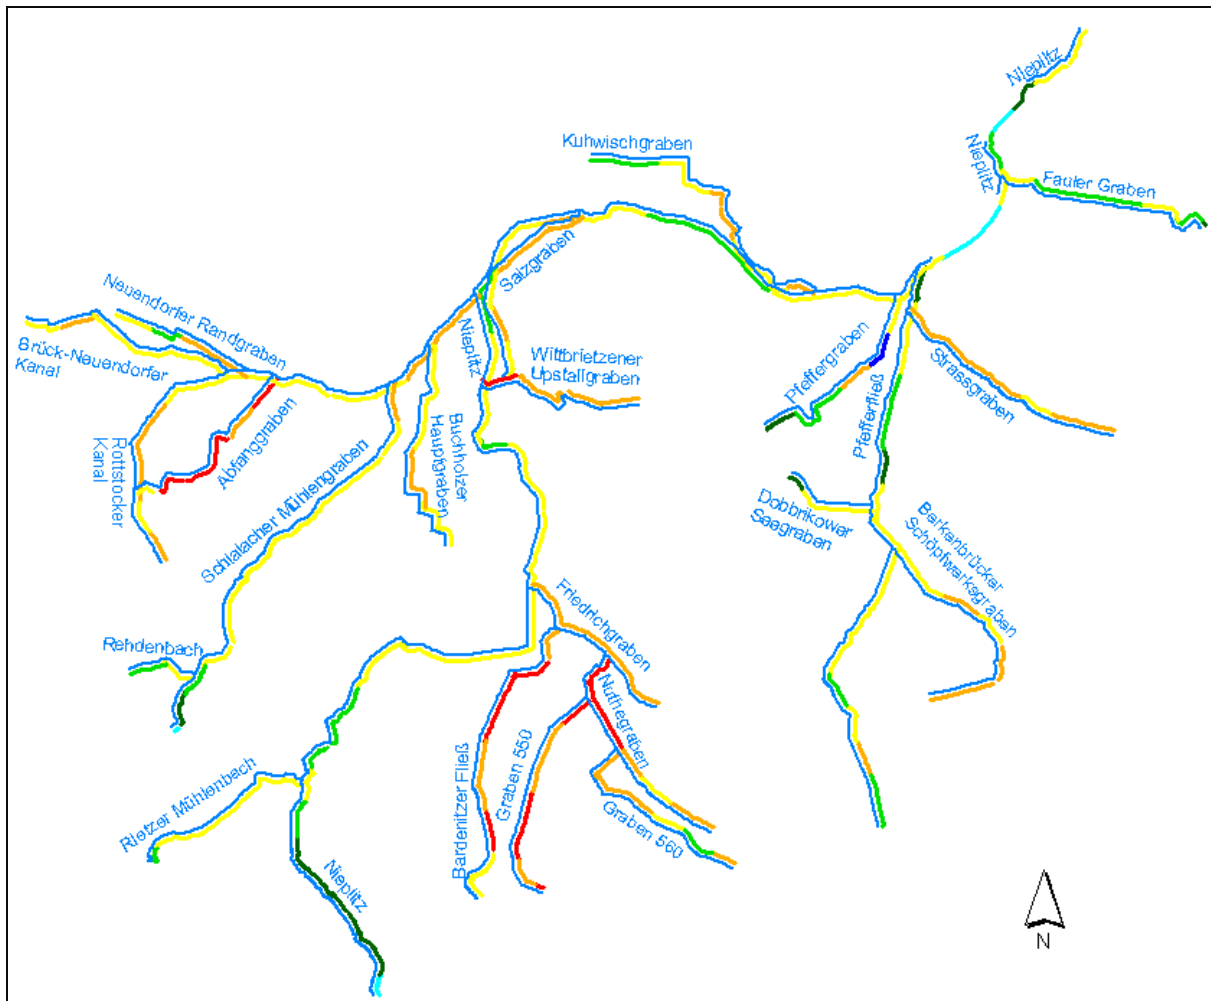 Nieplitz
Kuhwischgraben
Nieplitz
Fauler Graben
Salzgraben
Neuendorfer Randgraben
Brück-Neuendorfer
Kanal
Nieplitz
Wittbrietzener
Upstallgraben
Pfeffergraben
Strassgraben
Pfefferfließ
Rottstocker
Kanal
Abfanggraben
Buchholzer
Hauptgraben
Schlalacher Mühlengraben
Dobbrikower
Seegraben
Berkenbrücker
Schöpfwerksgraben
Friedrichgraben
Rehdenbach
Nuthegraben
Graben 550
Bardenitzer Fließ
Rietzer Mühlenbach
Graben 560
Nieplitz
N